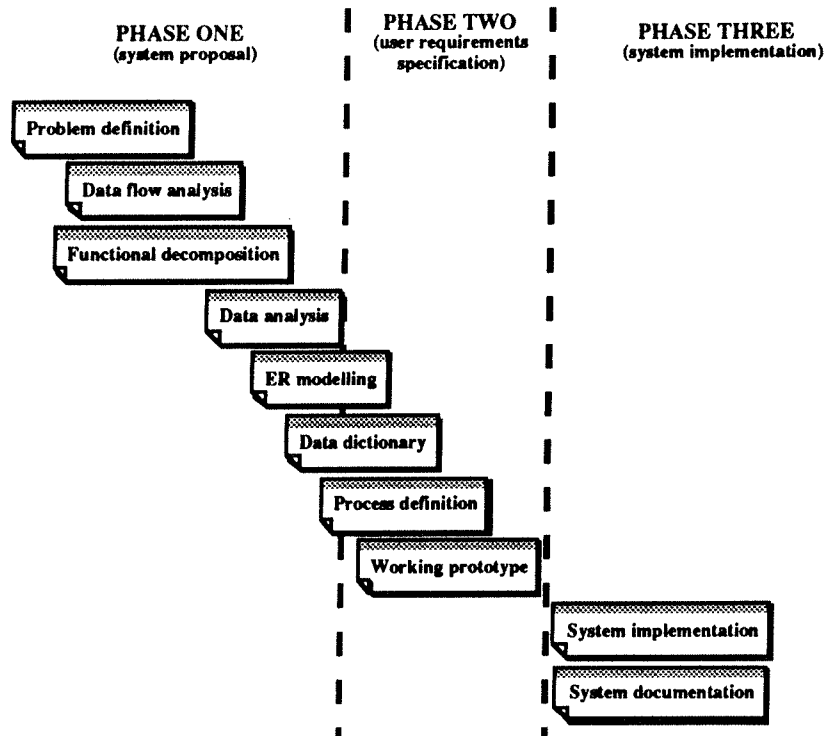 PHASE ONE
(system proposal)
PHASE TWO
(user requirements
specification)
PHASE THREE
(system implementation)
Problem definition
Data flow analysis
Functional decomposition
Data analysis
ER modelling
Data dictionary
Process definition
Working prototype
System implementation
System documentation